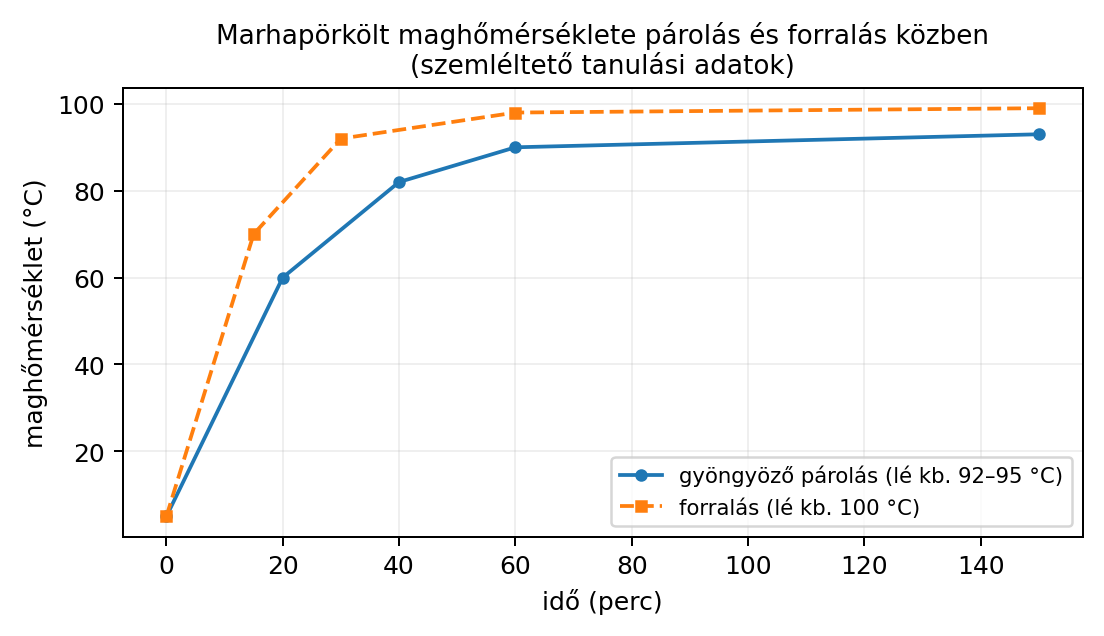 Marhapörkölt maghőmérséklete párolás és forralás közben
(szemléltető tanulási adatok)
maghőmérséklet (°C)
100
80
60
40
20
0 20 40 60 80 100 120 140
idő (perc)
gyöngyöző párolás (lé kb. 92–95 °C)
forralás (lé kb. 100 °C)